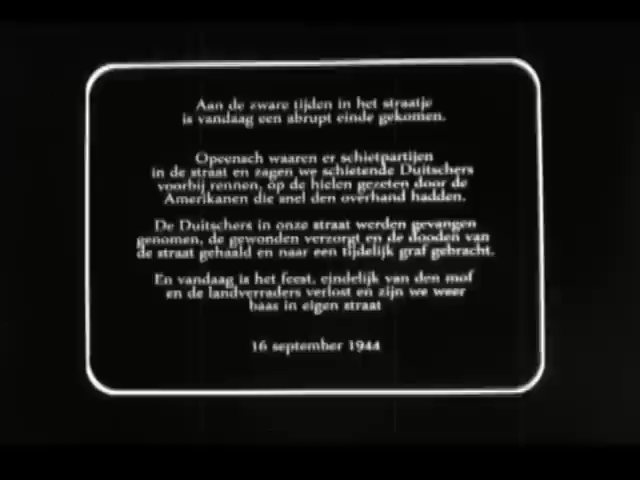 Aan de zware tijden in het straatje
is vandaag een abrupt einde gekomen.
Opeenach waaren er schietpartijen
in de straat en zagen we schietende Duitschers
voorbij rennen, op de hielen gezeten door de
Amerikanen die snel den overhand hadden.
De Duitschers in onze straat werden gevangen
genomen, de gewonden verzorgt en de dooden van
de straat gehaald en naar een tijdelijk graf gebracht.
En vandaag is het feest, eindelijk van den mof
en de landverraders verlost en zijn we weer
baas in eigen straat
16 september 1944